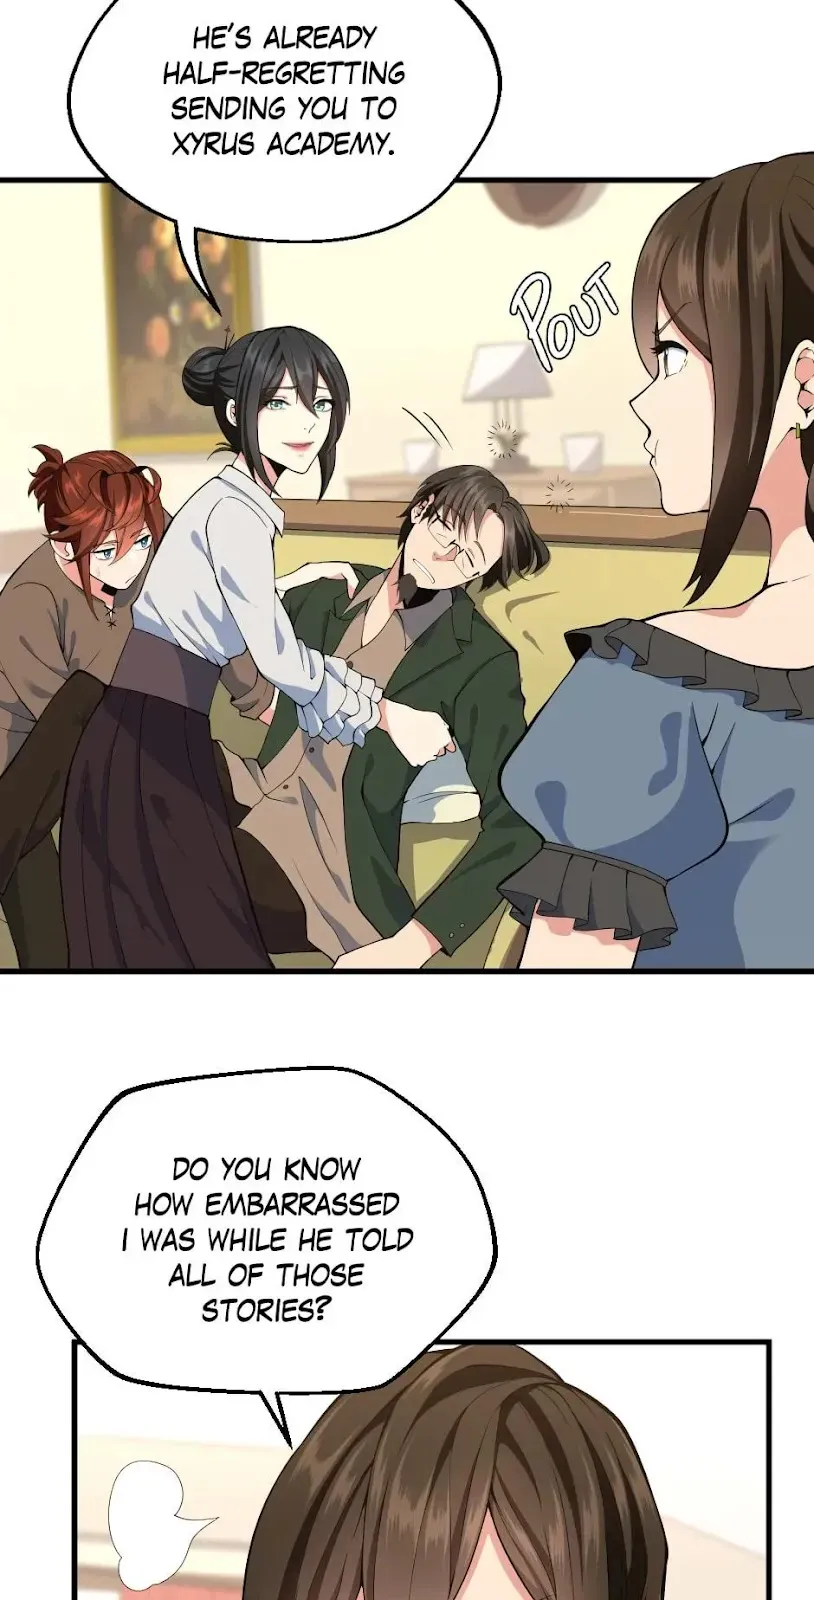 HE'S ALREADY
HALF-REGRETTING
SENDING YOU TO
XYRUS ACADEMY.
POUT
DO YOU KNOW
HOW EMBARRASSED
I WAS WHILE HE TOLD
ALL OF THOSE
STORIES?